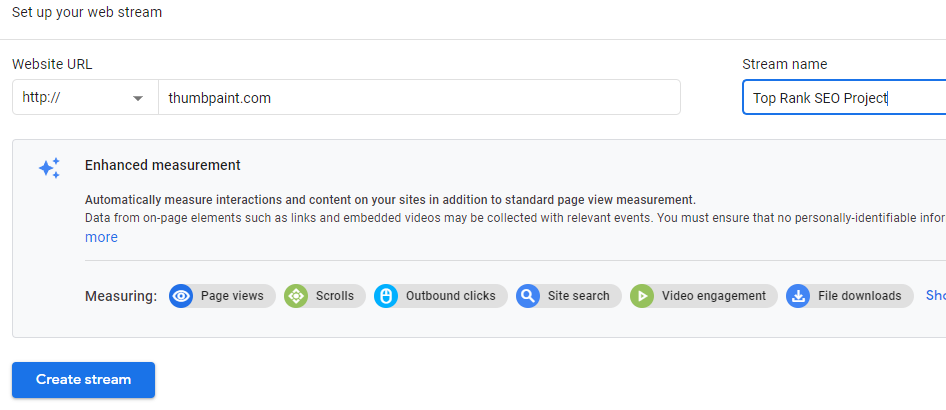 Set up your web stream
Website URL
Stream name
http://
thumbpaint.com
Top Rank SEO Project
Enhanced measurement
Automatically measure interactions and content on your sites in addition to standard page view measurement.
Data from on-page elements such as links and embedded videos may be collected with relevant events. You must ensure that no personally-identifiable infor
more
Measuring: Page views Scrolls Outbound clicks Site search Video engagement File downloads Sho
Create stream